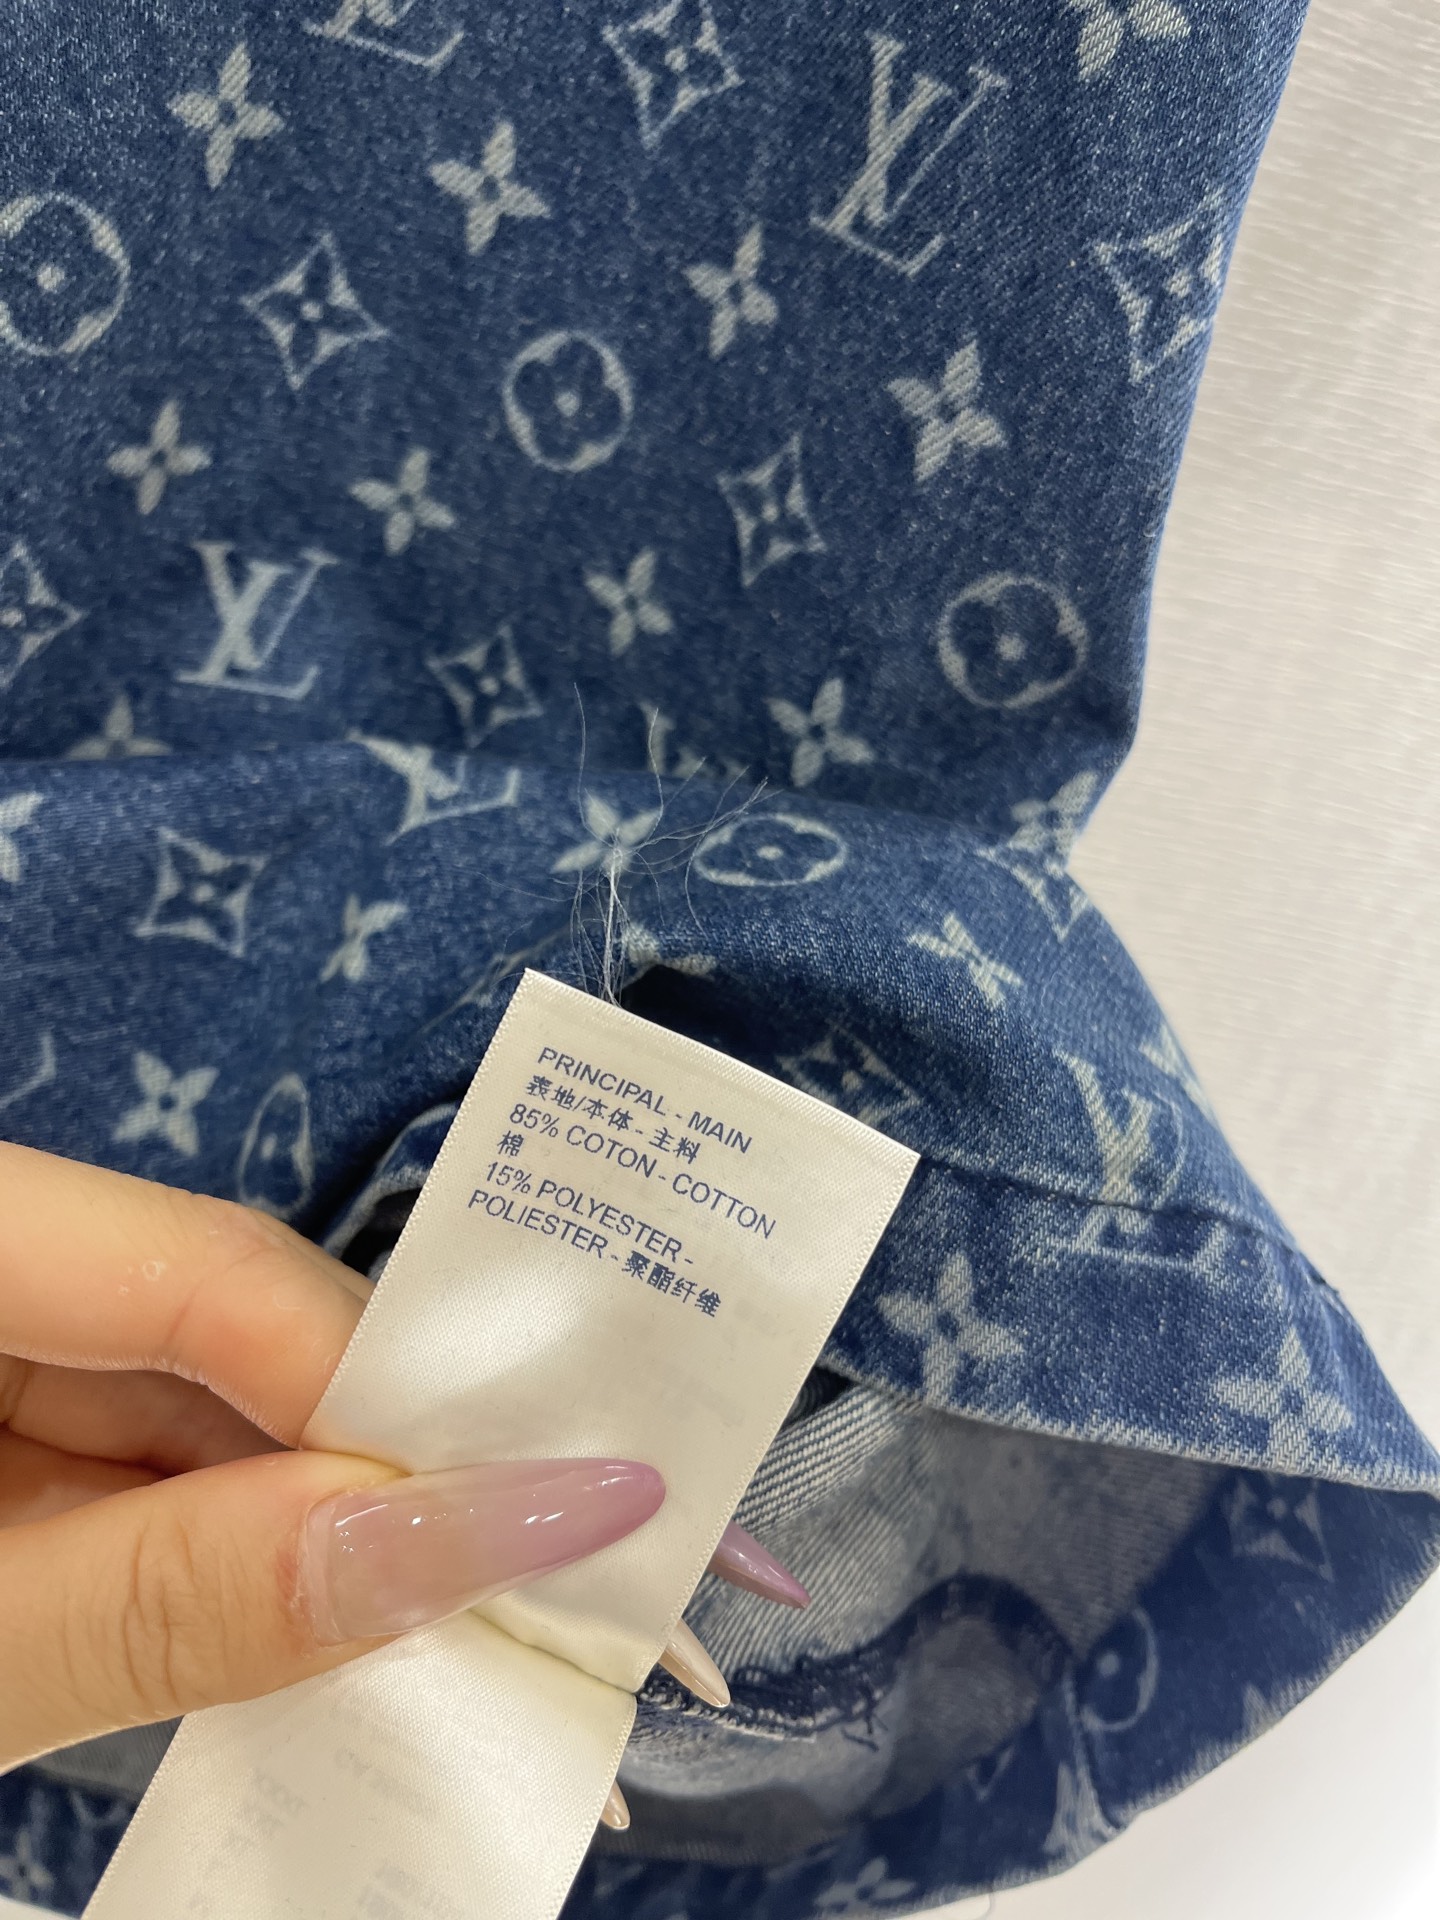 PRINCIPAL - MAIN
表地/本体 - 主料
85% COTON - COTTON
棉
15% POLYESTER -
POLIESTER - 聚酯纤维